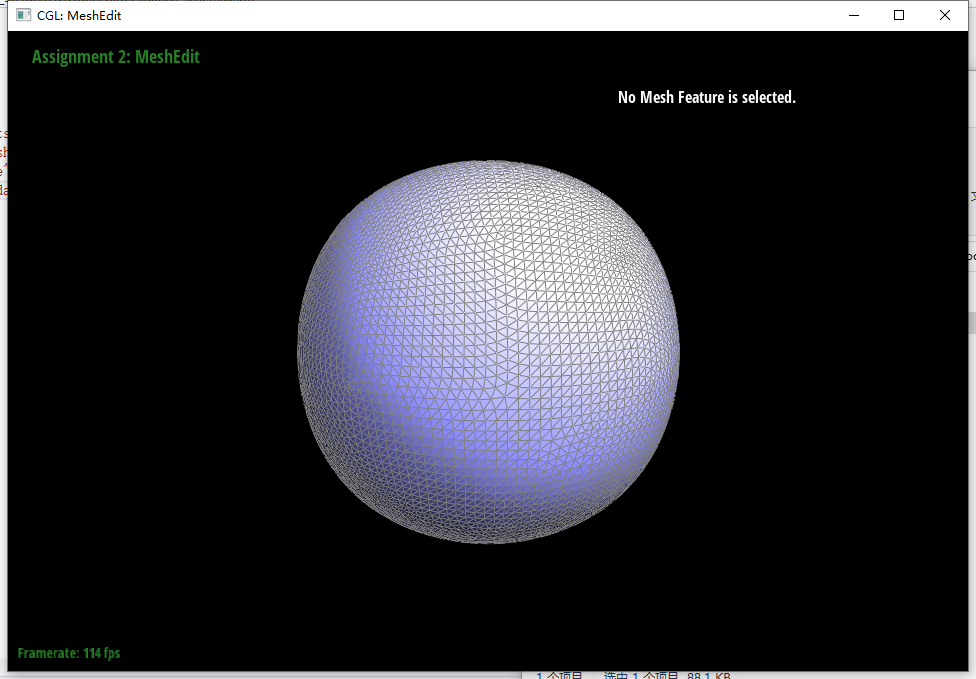 CGL: MeshEdit
Assignment 2: MeshEdit
No Mesh Feature is selected.
Framerate: 114 fps
1 个项目 选中 1 个项目 88.1 KB